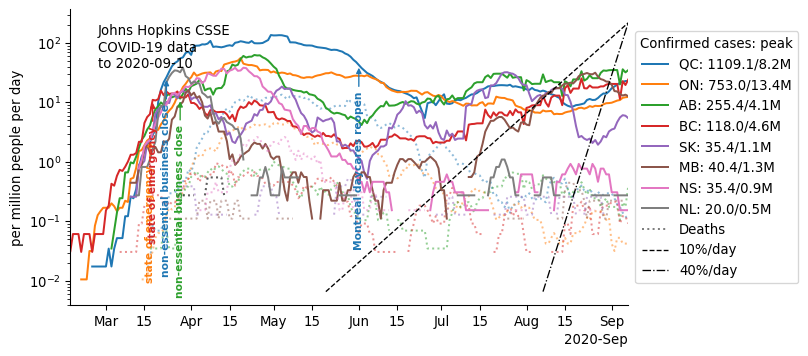 Johns Hopkins CSSE
COVID-19 data
to 2020-09-10
per million people per day
10²
10¹
10⁰
10⁻¹
10⁻²
state of emergency
state of emergency
non-essential business close
non-essential business close
Montreal daycares reopen
Mar 15 Apr 15 May 15 Jun 15 Jul 15 Aug 15 Sep
2020-Sep
Confirmed cases: peak
QC: 1109.1/8.2M
ON: 753.0/13.4M
AB: 255.4/4.1M
BC: 118.0/4.6M
SK: 35.4/1.1M
MB: 40.4/1.3M
NS: 35.4/0.9M
NL: 20.0/0.5M
Deaths
10%/day
40%/day